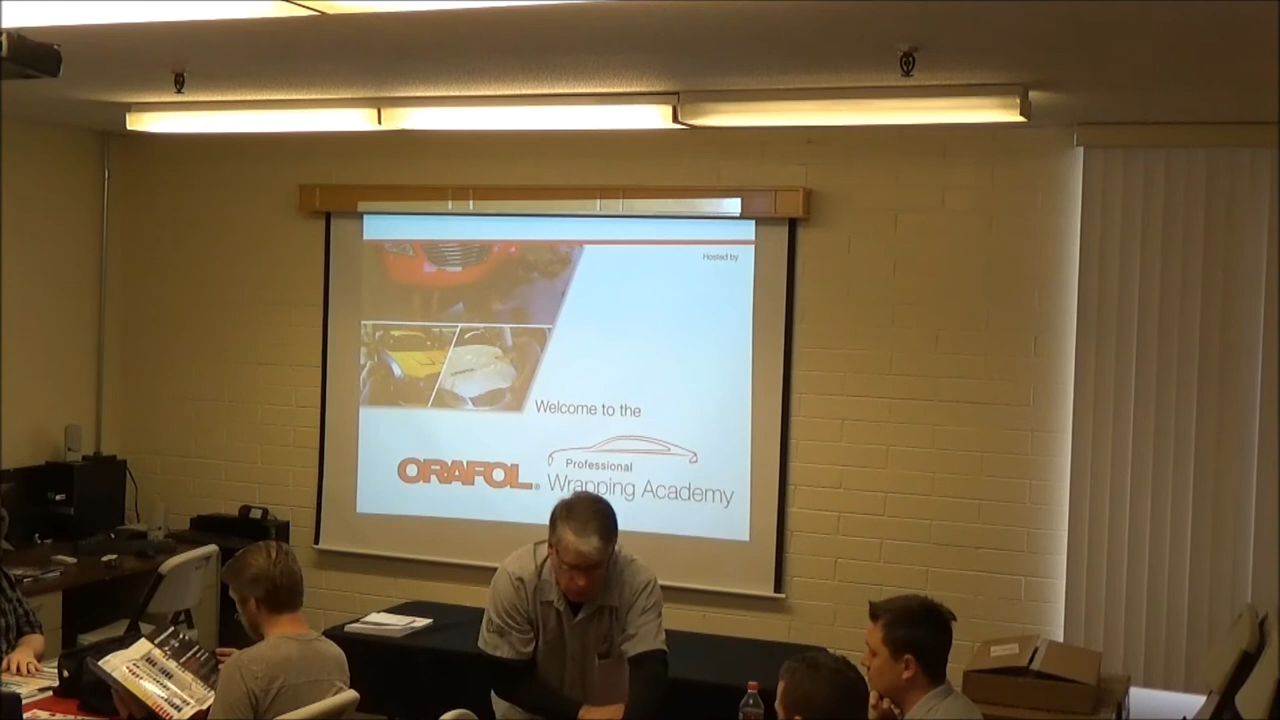 Hosted by
Welcome to the
ORAFOL® Professional
Wrapping Academy